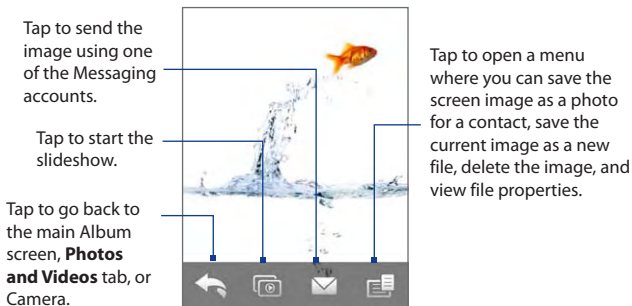 Tap to send the
image using one
of the Messaging
accounts.
Tap to start the
slideshow.
Tap to go back to
the main Album
screen, Photos
and Videos tab, or
Camera.
Tap to open a menu
where you can save the
screen image as a photo
for a contact, save the
current image as a new
file, delete the image, and
view file properties.